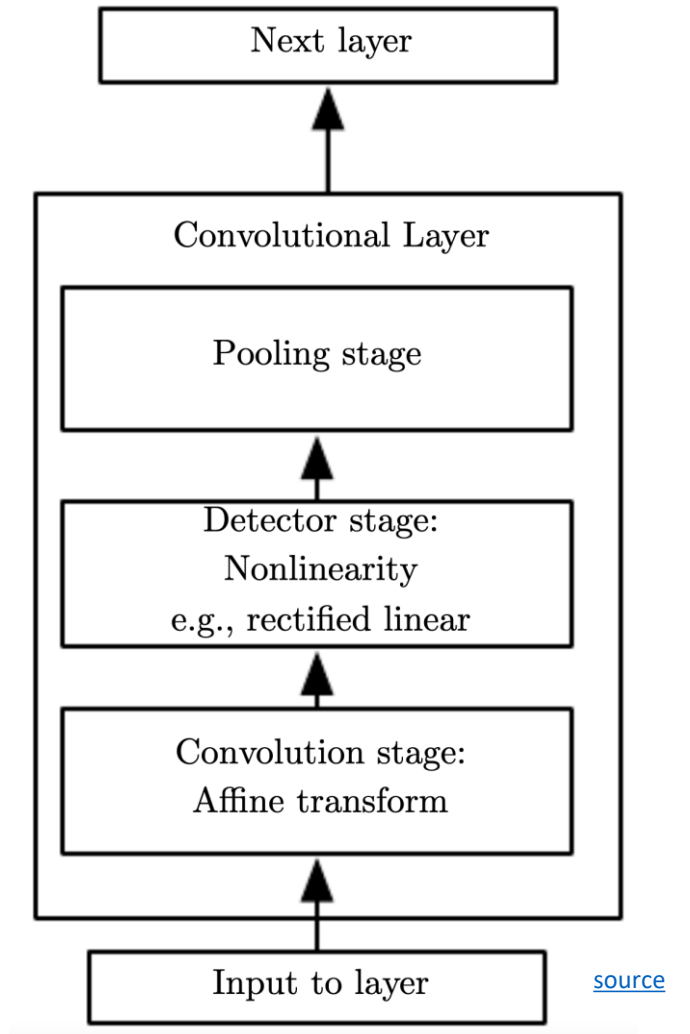 Next layer
Convolutional Layer
Pooling stage
Detector stage:
Nonlinearity
e.g., rectified linear
Convolution stage:
Affine transform
Input to layer
source